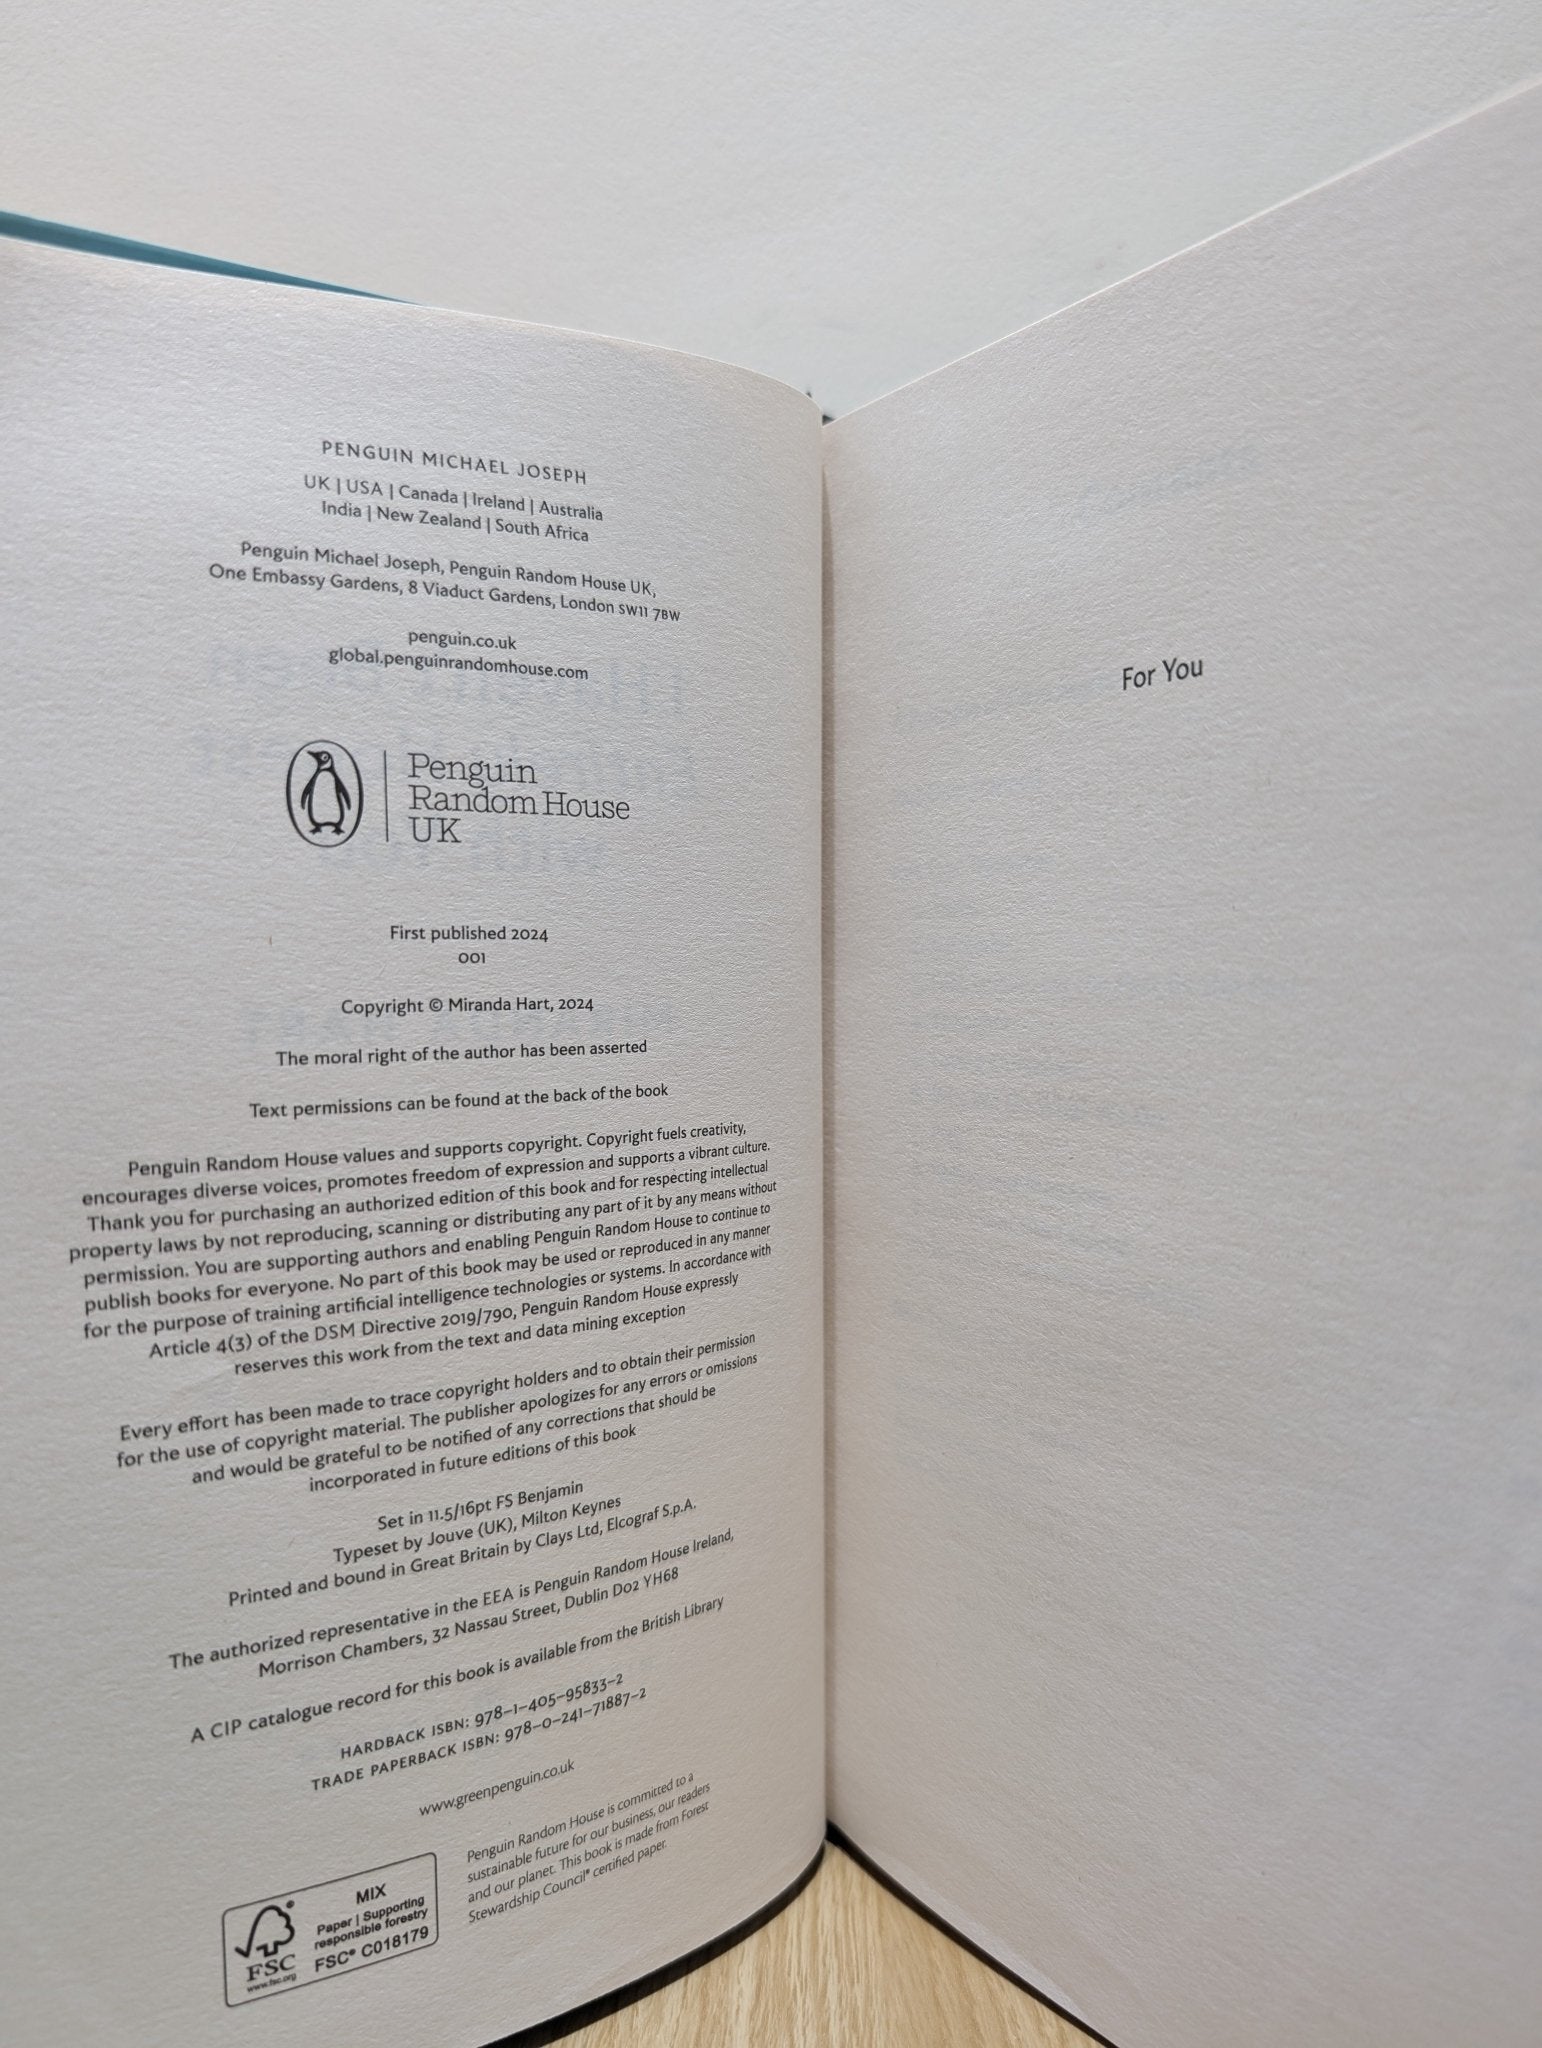 PENGUIN MICHAEL JOSEPH
UK | USA | Canada | Ireland | Australia
India | New Zealand | South Africa
Penguin Michael Joseph, Penguin Random House UK,
One Embassy Gardens, 8 Viaduct Gardens, London SW11 7BW
penguin.co.uk
global.penguinrandomhouse.com
Penguin
Random House
UK
First published 2024
001
Copyright © Miranda Hart, 2024
The moral right of the author has been asserted
Text permissions can be found at the back of the book
Penguin Random House values and supports copyright. Copyright fuels creativity,
encourages diverse voices, promotes freedom of expression and supports a vibrant culture.
Thank you for purchasing an authorized edition of this book and for respecting intellectual
property laws by not reproducing, scanning or distributing any part of it by any means without
permission. You are supporting authors and enabling Penguin Random House to continue to
publish books for everyone. No part of this book may be used or reproduced in any manner
for the purpose of training artificial intelligence technologies or systems. In accordance with
Article 4(3) of the DSM Directive 2019/790, Penguin Random House expressly
reserves this work from the text and data mining exception
Every effort has been made to trace copyright holders and to obtain their permission
for the use of copyright material. The publisher apologizes for any errors or omissions
and would be grateful to be notified of any corrections that should be
incorporated in future editions of this book
Set in 11.5/16pt FS Benjamin
Typeset by Jouve (UK), Milton Keynes
Printed and bound in Great Britain by Clays Ltd, Elcograf S.p.A.
The authorized representative in the EEA is Penguin Random House Ireland,
Morrison Chambers, 32 Nassau Street, Dublin D02 YH68
A CIP catalogue record for this book is available from the British Library
HARDBACK ISBN: 978-1-405-95833-2
TRADE PAPERBACK ISBN: 978-0-241-71887-2
www.greenpenguin.co.uk
Penguin Random House is committed to a
sustainable future for our business, our readers
and our planet. This book is made from Forest
Stewardship Council® certified paper.
MIX
Paper | Supporting
responsible forestry
FSC® C018179
FSC
www.fsc.org
For You